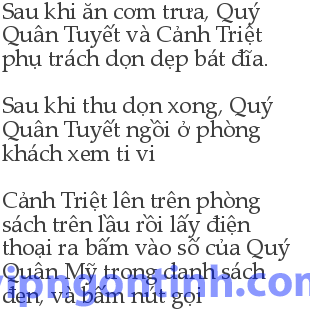 Sau khi ăn cơm trưa, Quý
Quân Tuyết và Cảnh Triệt
phụ trách dọn dẹp bát đĩa.
Sau khi thu dọn xong, Quý
Quân Tuyết ngồi ở phòng
khách xem ti vi
Cảnh Triệt lên trên phòng
sách trên lầu rồi lấy điện
thoại ra bấm vào số của Quý
Quân Mỹ trong danh sách
đen, và bấm nút gọi
vipngontinh.com